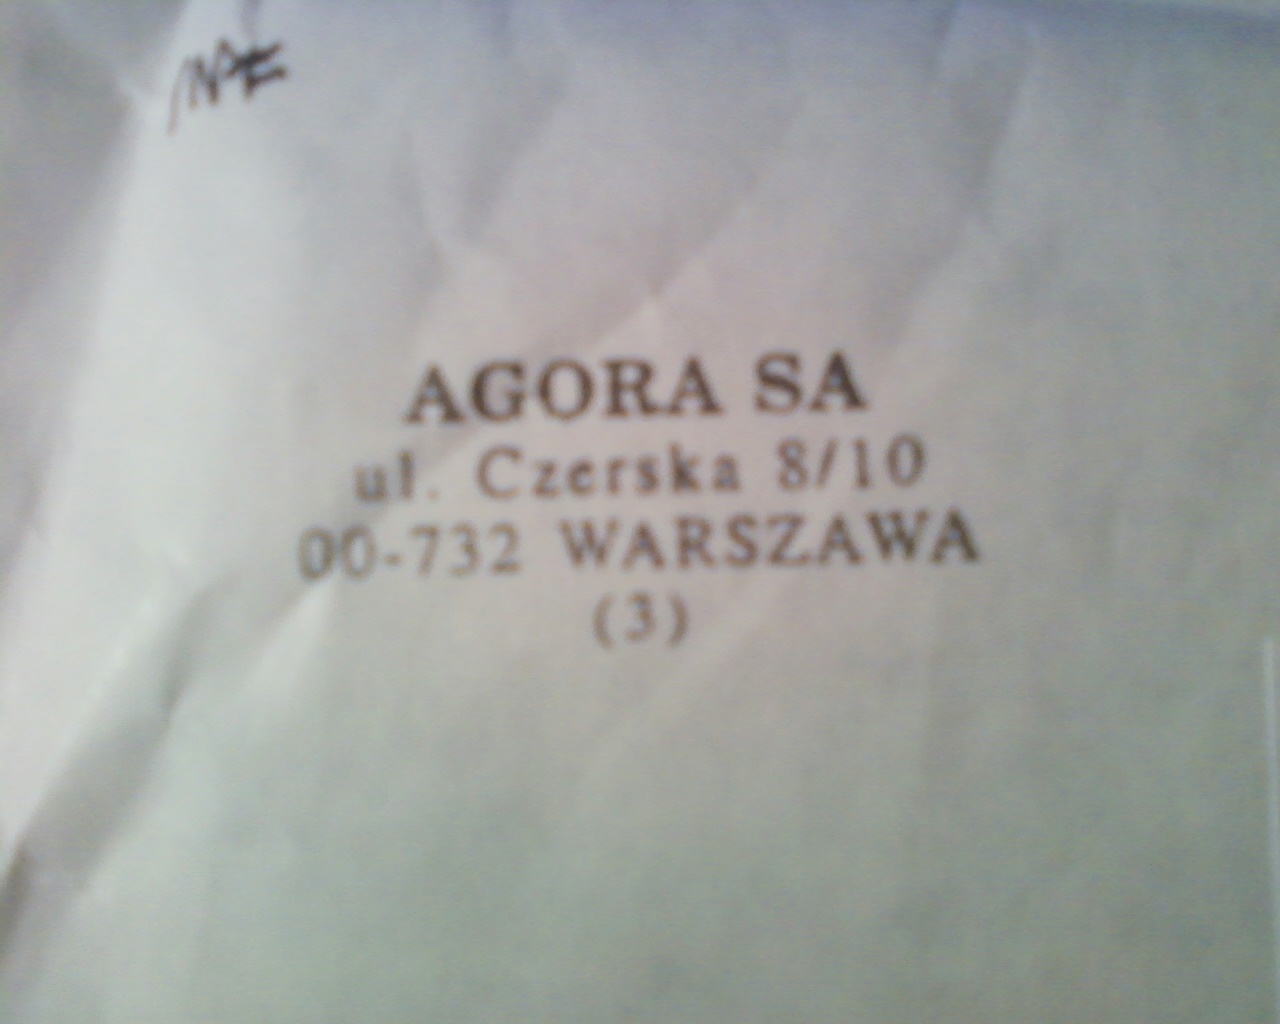 AGORA SA
ul. Czerska 8/10
00-732 WARSZAWA
(3)